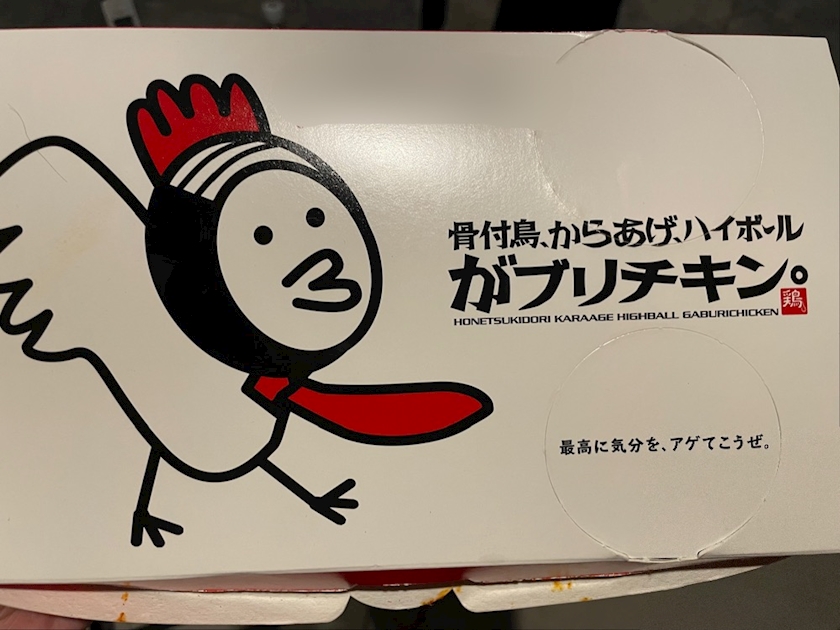 骨付鳥、からあげ、ハイボール
がブリチキン。
鶏。
HONETSUKIDORI KARAAGE HIGHBALL GABURICHICKEN
最高に気分を、アゲてこうぜ。